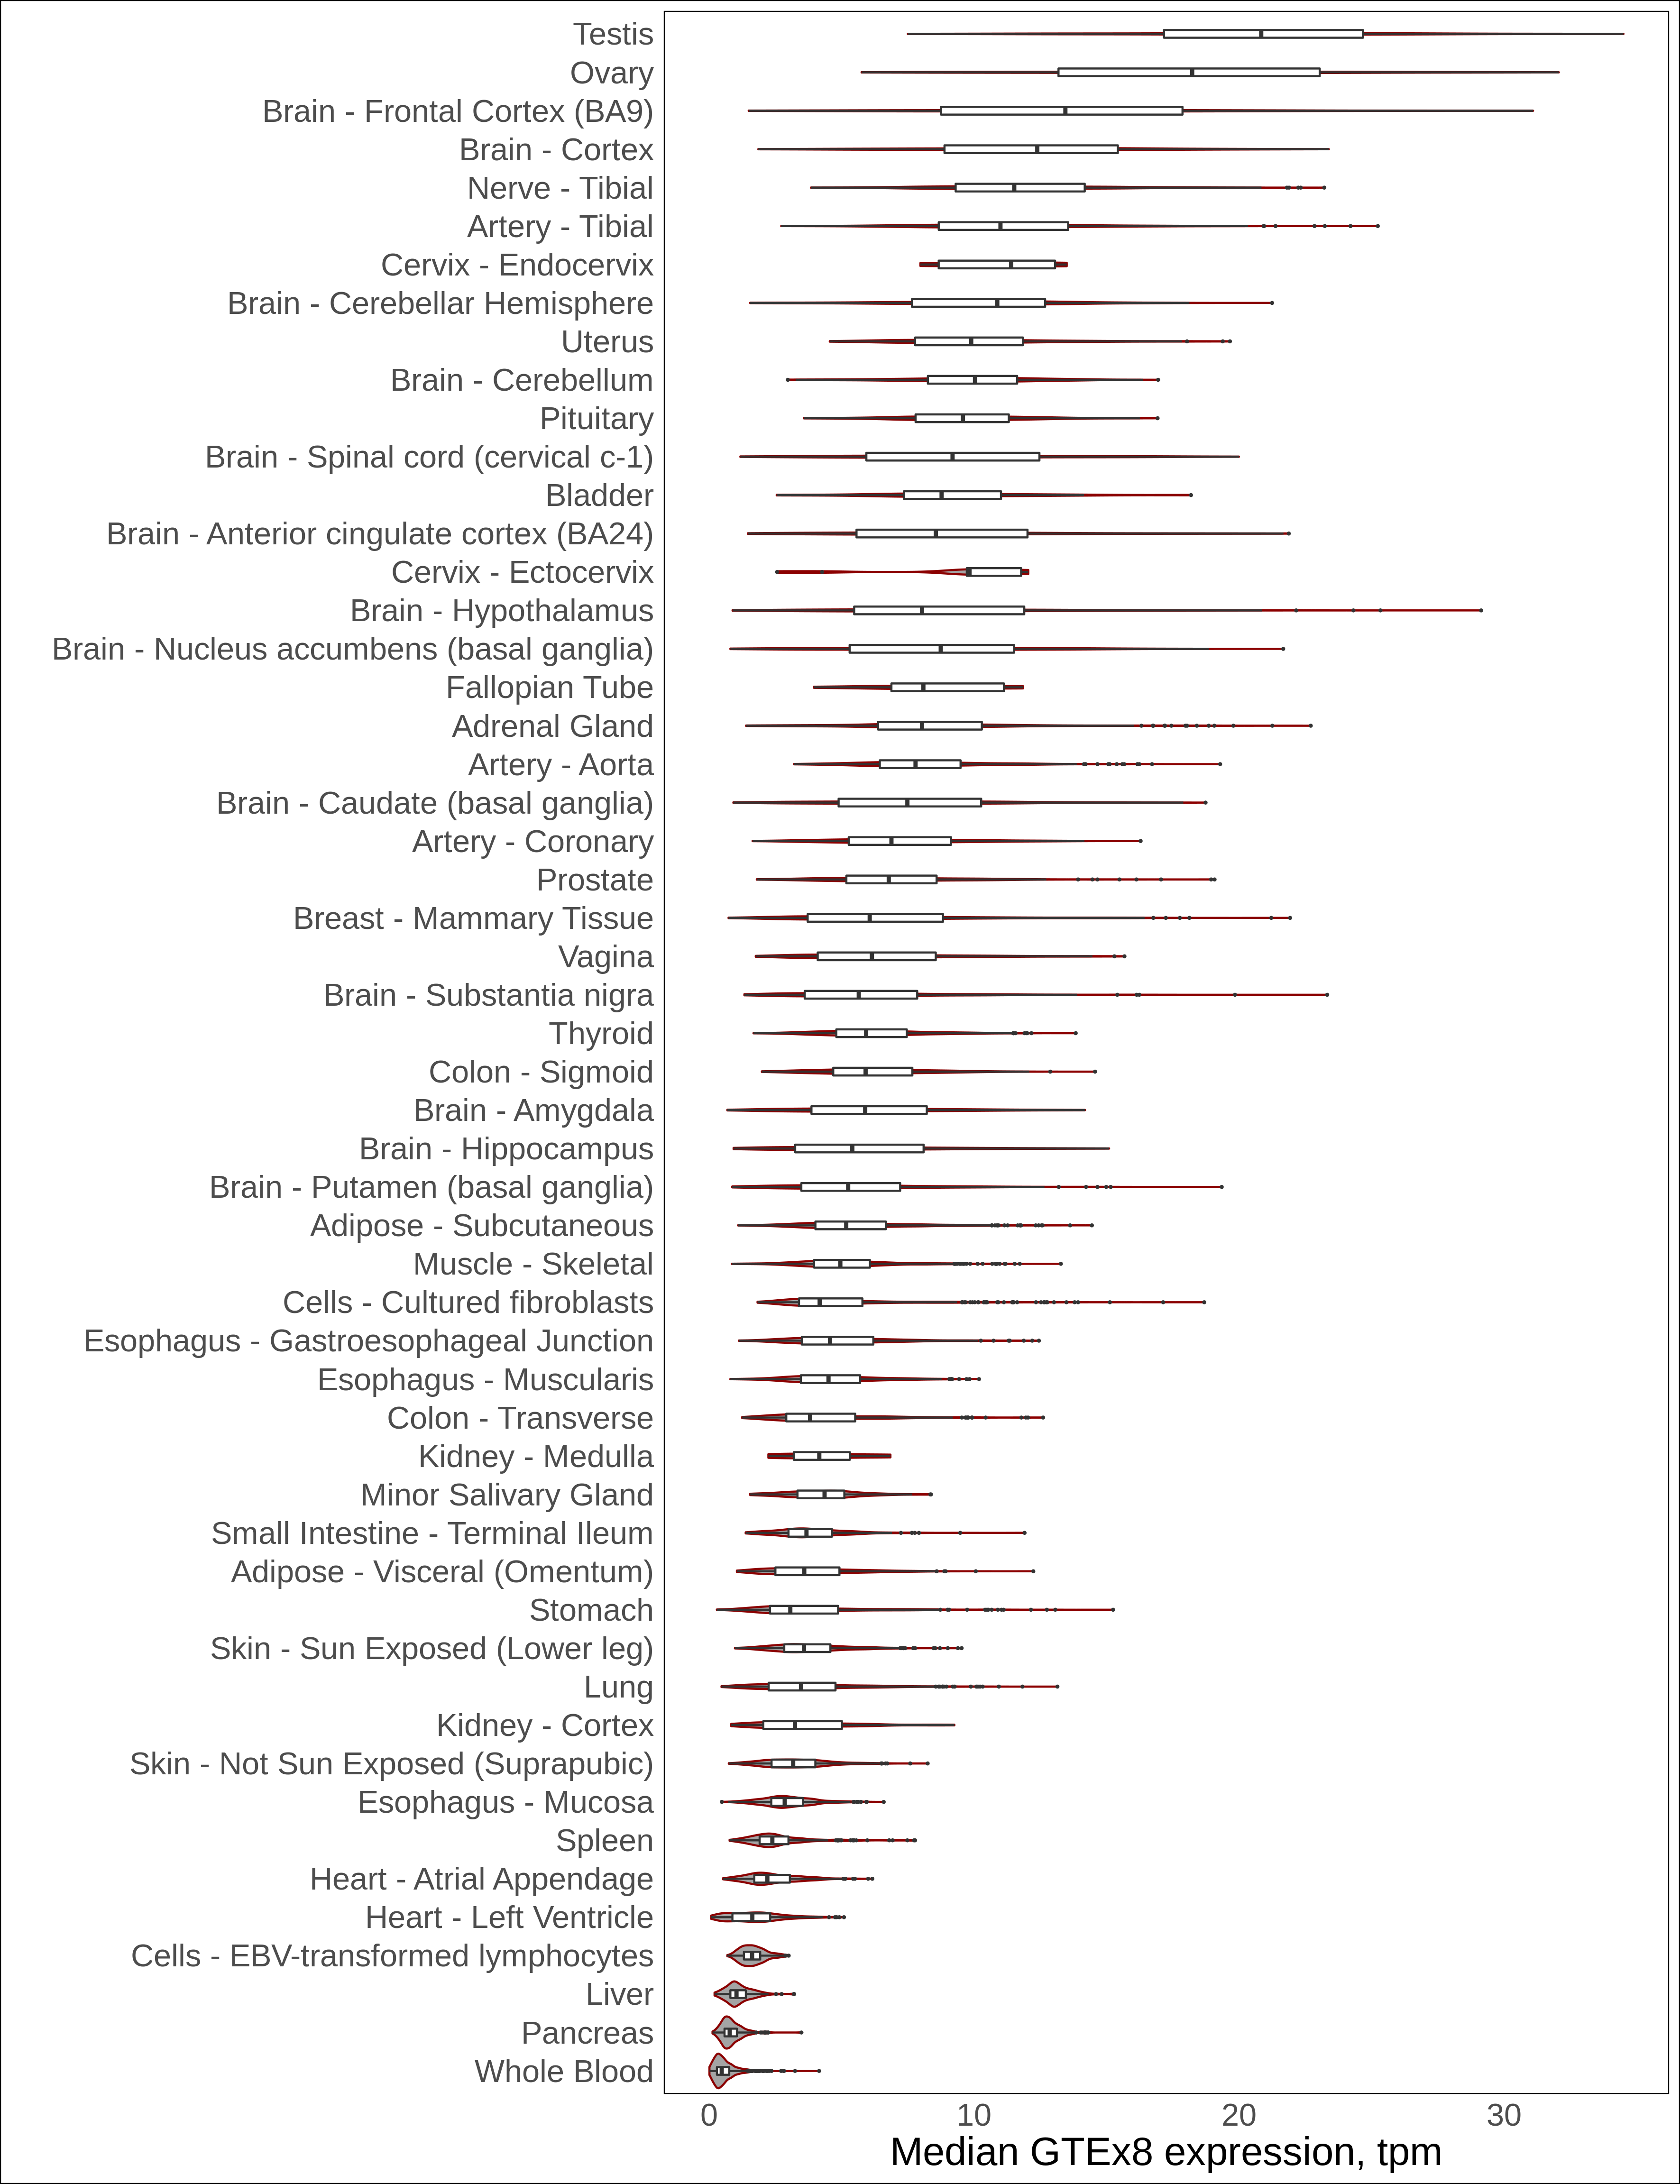 Testis
Ovary
Brain - Frontal Cortex (BA9)
Brain - Cortex
Nerve - Tibial
Artery - Tibial
Cervix - Endocervix
Brain - Cerebellar Hemisphere
Uterus
Brain - Cerebellum
Pituitary
Brain - Spinal cord (cervical c-1)
Bladder
Brain - Anterior cingulate cortex (BA24)
Cervix - Ectocervix
Brain - Hypothalamus
Brain - Nucleus accumbens (basal ganglia)
Fallopian Tube
Adrenal Gland
Artery - Aorta
Brain - Caudate (basal ganglia)
Artery - Coronary
Prostate
Breast - Mammary Tissue
Vagina
Brain - Substantia nigra
Thyroid
Colon - Sigmoid
Brain - Amygdala
Brain - Hippocampus
Brain - Putamen (basal ganglia)
Adipose - Subcutaneous
Muscle - Skeletal
Cells - Cultured fibroblasts
Esophagus - Gastroesophageal Junction
Esophagus - Muscularis
Colon - Transverse
Kidney - Medulla
Minor Salivary Gland
Small Intestine - Terminal Ileum
Adipose - Visceral (Omentum)
Stomach
Skin - Sun Exposed (Lower leg)
Lung
Kidney - Cortex
Skin - Not Sun Exposed (Suprapubic)
Esophagus - Mucosa
Spleen
Heart - Atrial Appendage
Heart - Left Ventricle
Cells - EBV-transformed lymphocytes
Liver
Pancreas
Whole Blood
0 10 20 30
Median GTEx8 expression, tpm